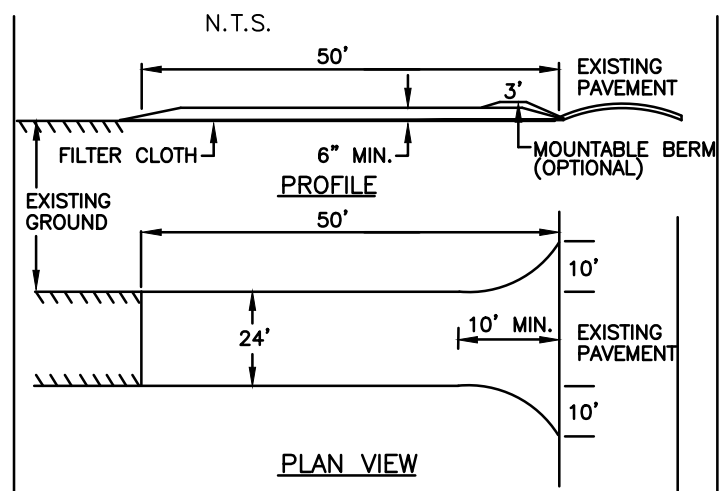 N.T.S.
50'
EXISTING
PAVEMENT
3'
FILTER CLOTH
6" MIN.
MOUNTABLE BERM
(OPTIONAL)
PROFILE
EXISTING
GROUND
50'
10'
24'
10' MIN.
EXISTING
PAVEMENT
10'
PLAN VIEW